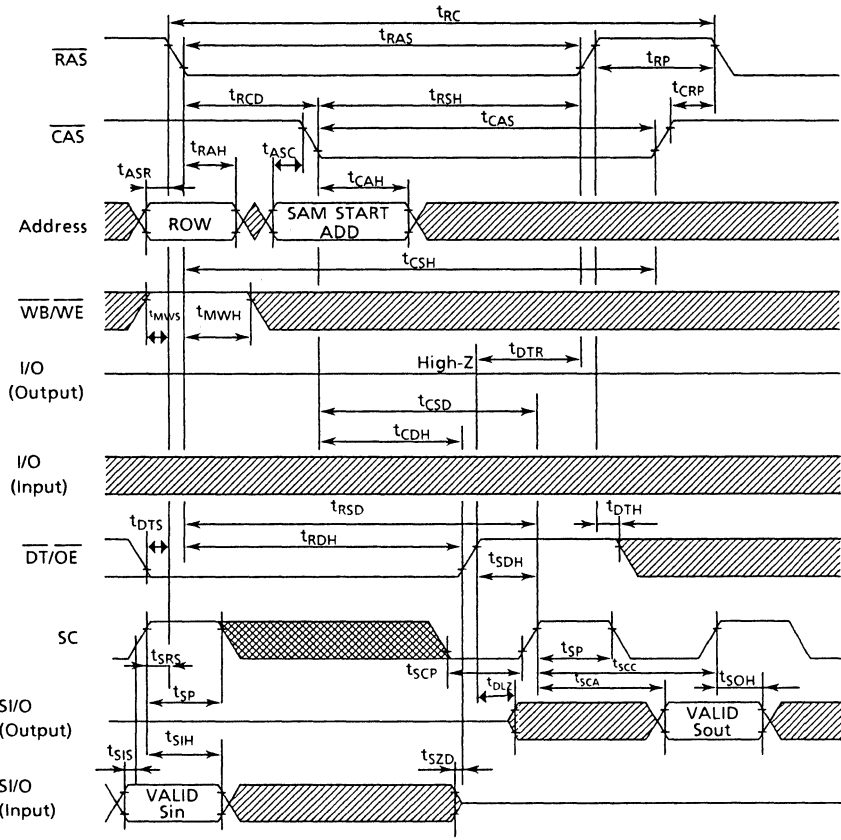 tRC
tRAS
RAS
tRP
tRCD
tRSH
tCRP
CAS
tCAS
tASR
tRAH
tASC
tCAH
Address
ROW
SAM START
ADD
tCSH
WB/WE
tMWS
tMWH
I/O
(Output)
High-Z
tDTR
tCSD
tCDH
I/O
(Input)
tRSD
tDTS
tRDH
tDTH
DT/OE
tSDH
SC
tSRS
tSCP
tSP
tSCC
tSP
tDLZ
tSCA
tSOH
SI/O
(Output)
VALID
Sout
tSIS
tSIH
tSZD
SI/O
(Input)
VALID
Sin